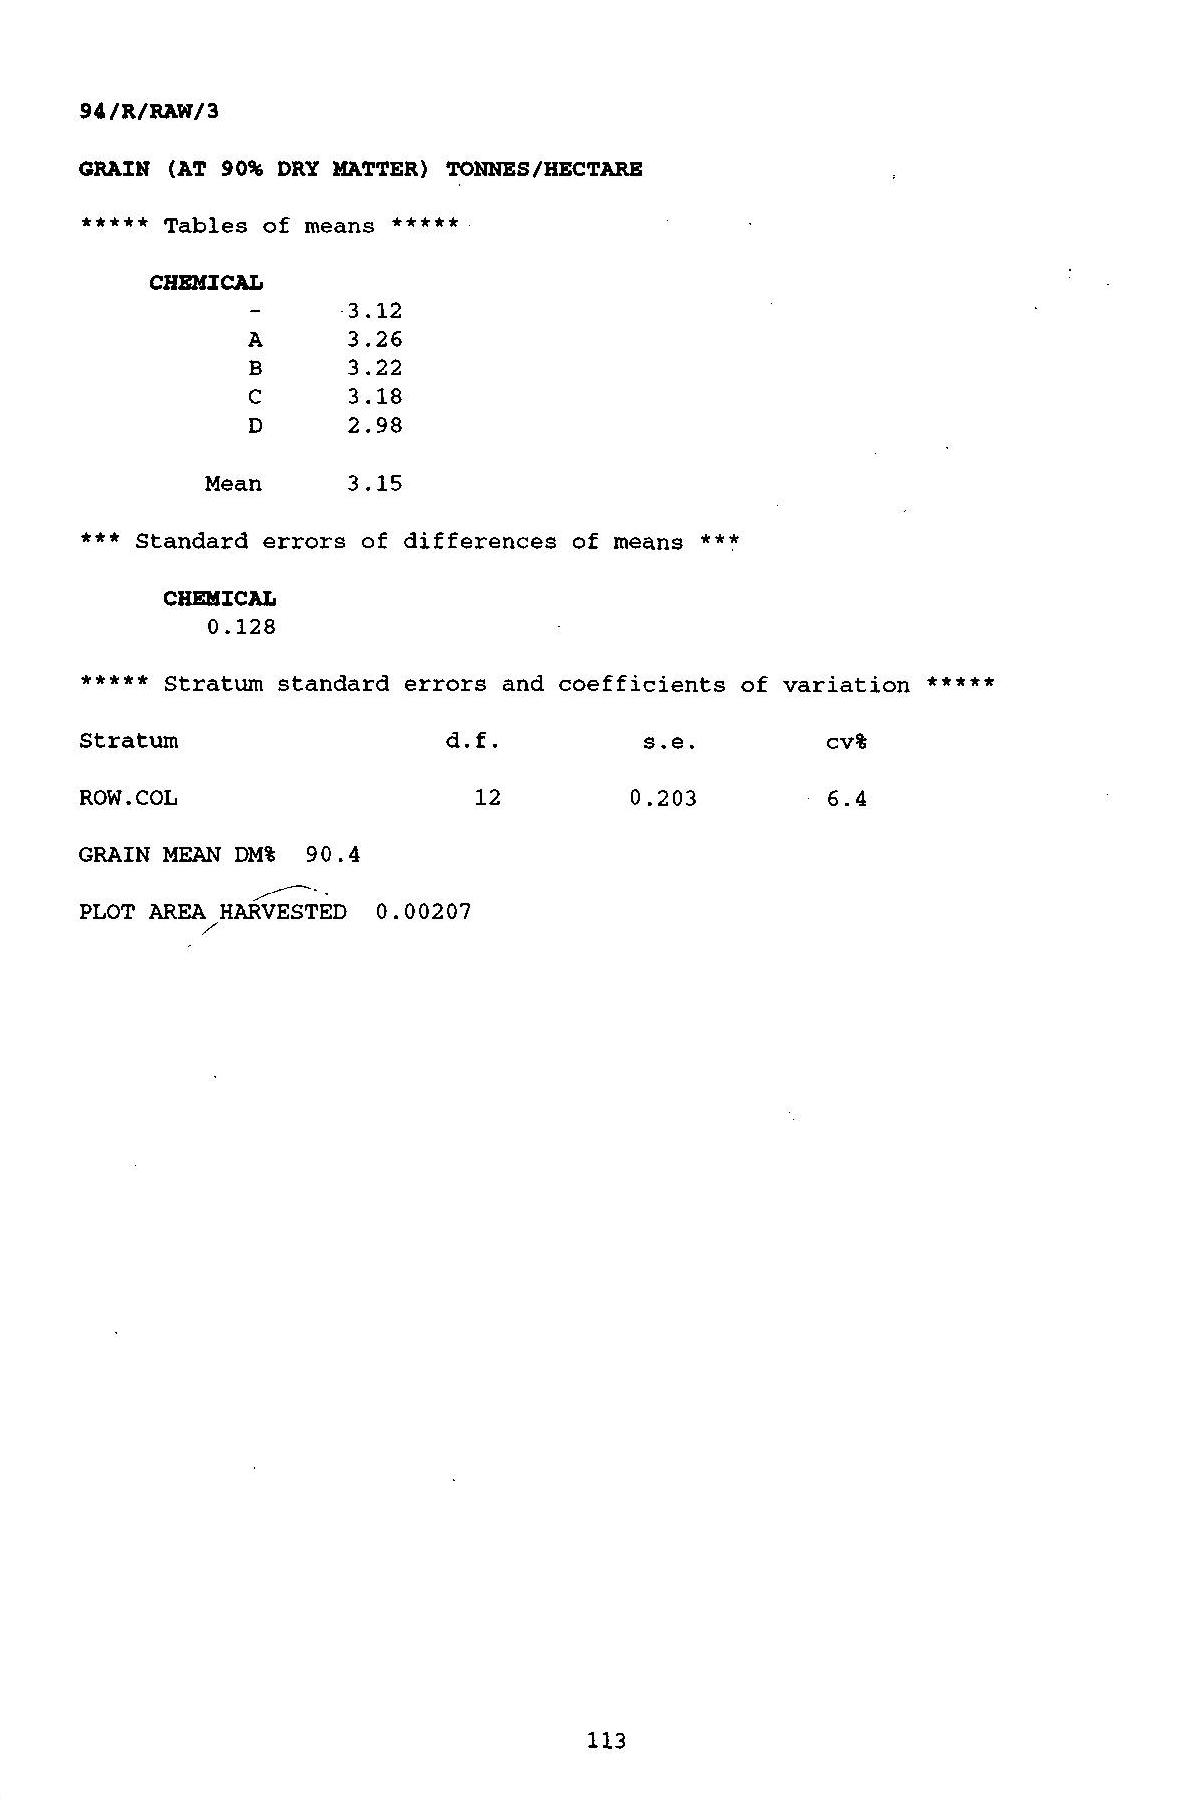 94/R/RAW/3
GRAIN (AT 90% DRY MATTER) TONNES/HECTARE
***** Tables of means *****
CHEMICAL
- 3.12
A 3.26
B 3.22
C 3.18
D 2.98
Mean 3.15
*** Standard errors of differences of means ***
CHEMICAL
0.128
***** Stratum standard errors and coefficients of variation *****
Stratum d.f. s.e. cv%
ROW.COL 12 0.203 6.4
GRAIN MEAN DM% 90.4
PLOT AREA HARVESTED 0.00207
113